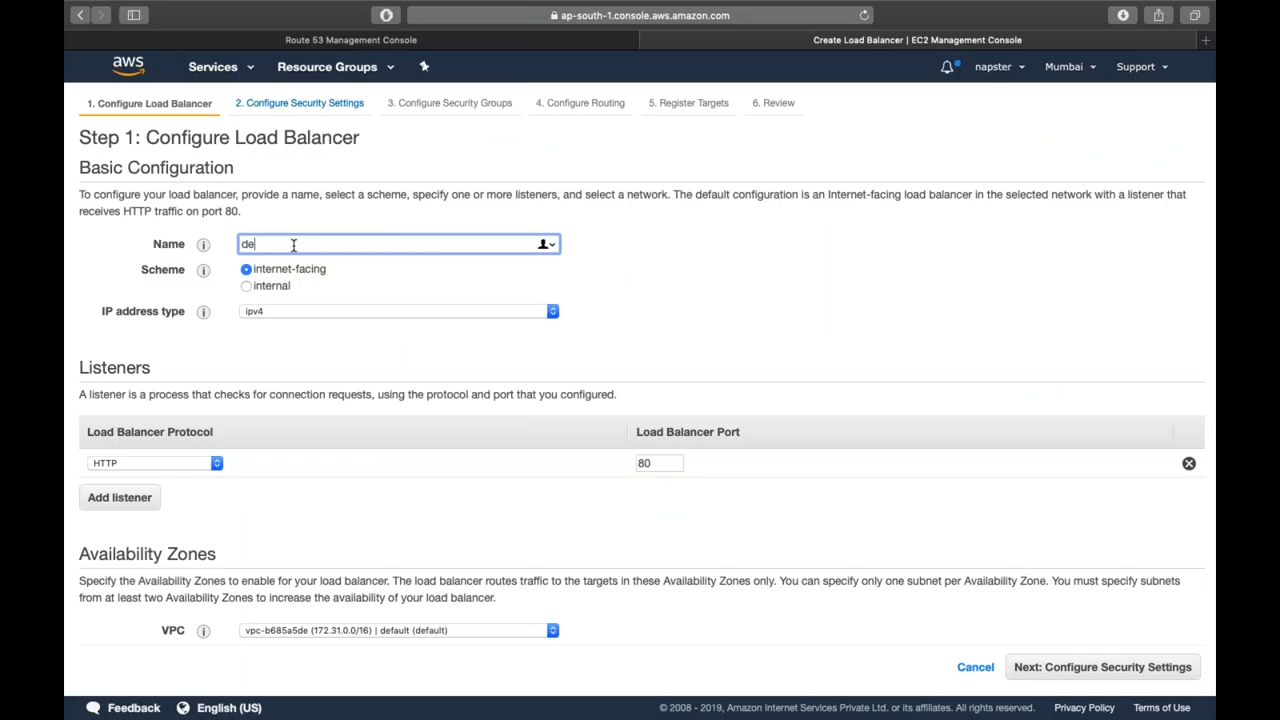 ap-south-1.console.aws.amazon.com
Route 53 Management Console
Create Load Balancer | EC2 Management Console
aws
Services
Resource Groups
napster
Mumbai
Support
1. Configure Load Balancer
2. Configure Security Settings
3. Configure Security Groups
4. Configure Routing
5. Register Targets
6. Review
Step 1: Configure Load Balancer
Basic Configuration
To configure your load balancer, provide a name, select a scheme, specify one or more listeners, and select a network. The default configuration is an Internet-facing load balancer in the selected network with a listener that
receives HTTP traffic on port 80.
Name
de
Scheme
internet-facing
internal
IP address type
ipv4
Listeners
A listener is a process that checks for connection requests, using the protocol and port that you configured.
Load Balancer Protocol
Load Balancer Port
HTTP
80
Add listener
Availability Zones
Specify the Availability Zones to enable for your load balancer. The load balancer routes traffic to the targets in these Availability Zones only. You can specify only one subnet per Availability Zone. You must specify subnets
from at least two Availability Zones to increase the availability of your load balancer.
VPC
vpc-b685a5de (172.31.0.0/16) | default (default)
Cancel
Next: Configure Security Settings
Feedback
English (US)
© 2008 - 2019, Amazon Internet Services Private Ltd. or its affiliates. All rights reserved.
Privacy Policy
Terms of Use